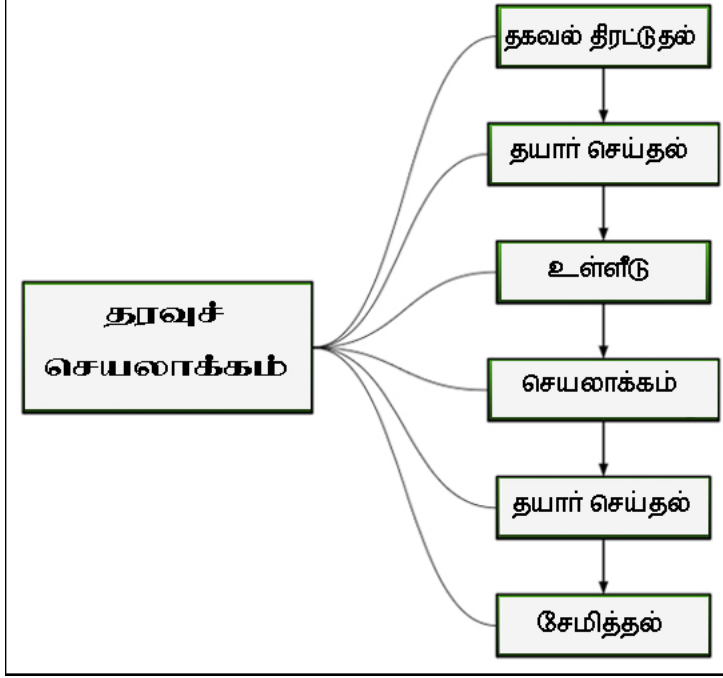 தரவுச்
செயலாக்கம்
தகவல் திரட்டுதல்
தயார் செய்தல்
உள்ளீடு
செயலாக்கம்
தயார் செய்தல்
சேமித்தல்